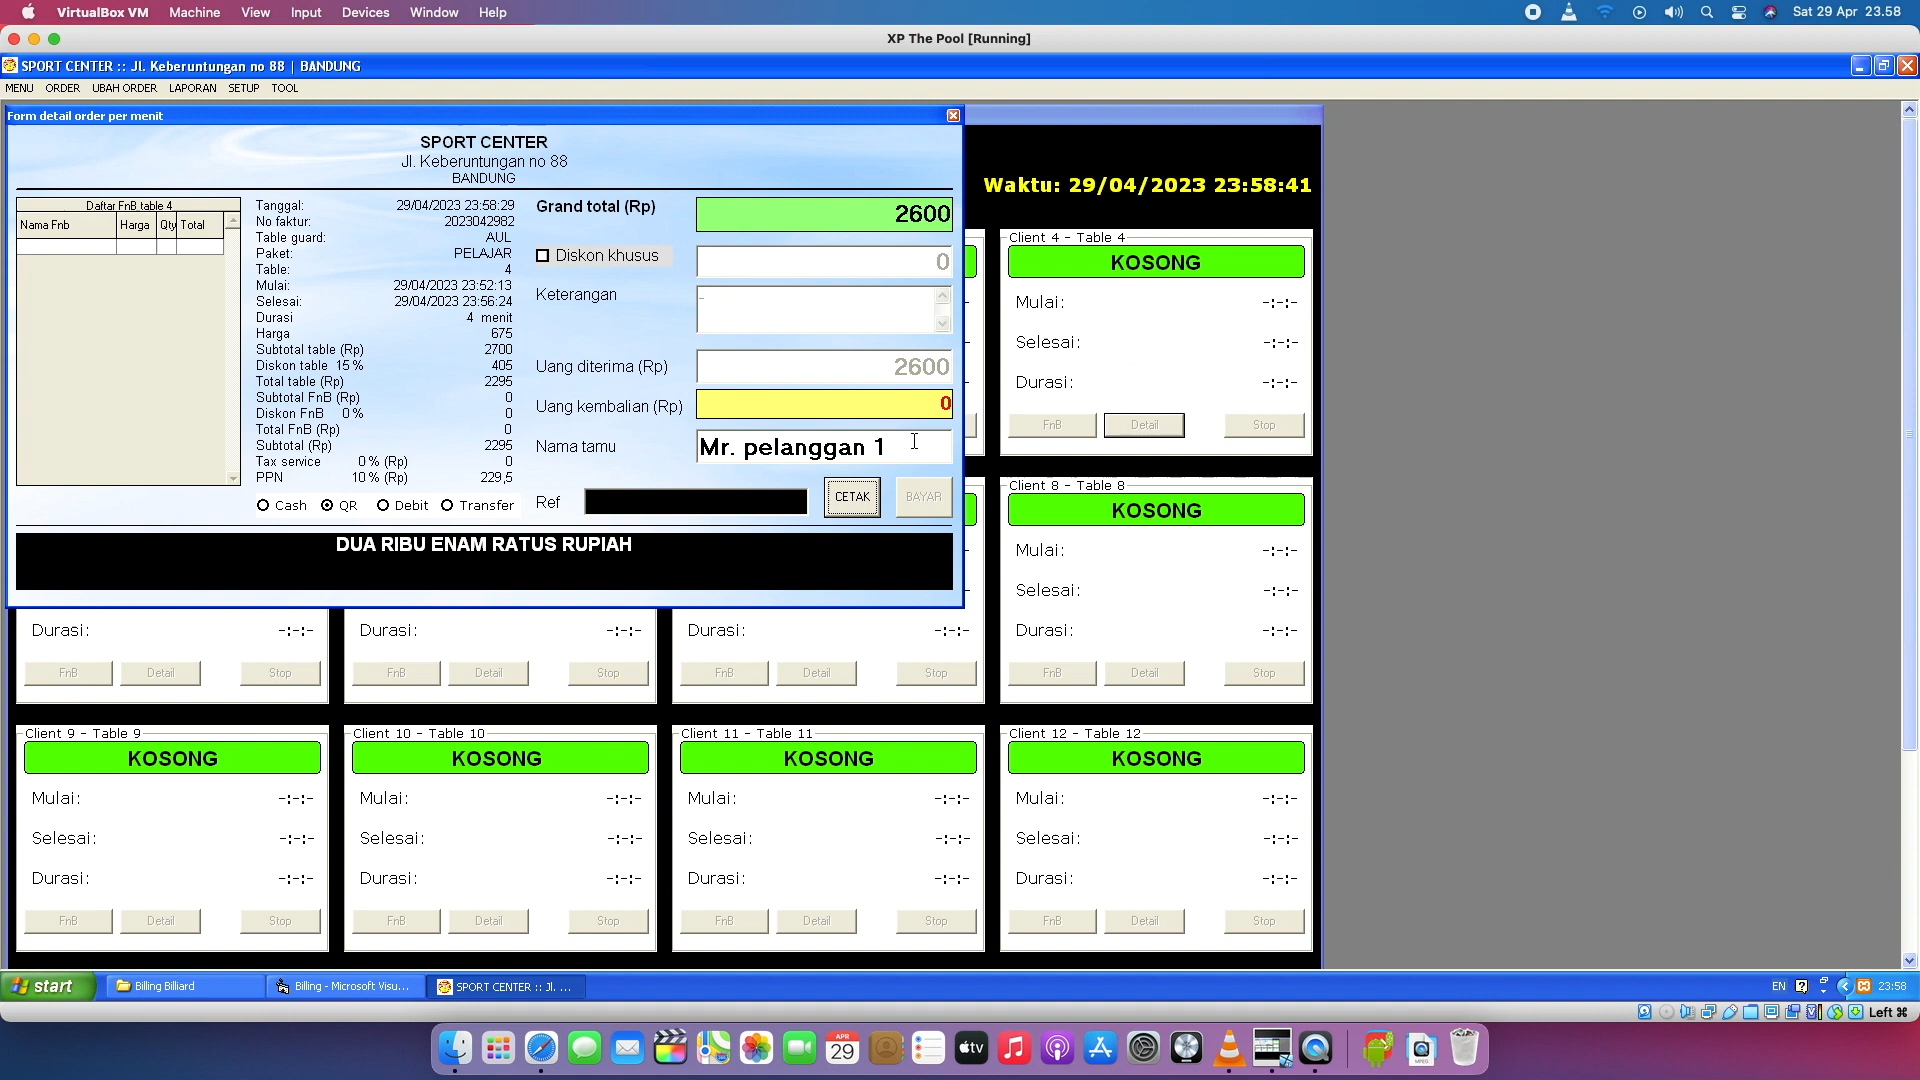 VirtualBox VM Machine View Input Devices Window Help Sat 29 Apr 23.58
XP The Pool [Running]
SPORT CENTER :: Jl. Keberuntungan no 88 | BANDUNG
MENU ORDER UBAH ORDER LAPORAN SETUP TOOL
Form detail order per menit
SPORT CENTER
Jl. Keberuntungan no 88
BANDUNG
Daftar FnB table 4
Nama Fnb Harga Qty Total
Tanggal: 29/04/2023 23:58:29
No faktur: 2023042982
Table guard: AUL
Paket: PELAJAR
Table: 4
Mulai: 29/04/2023 23:52:13
Selesai: 29/04/2023 23:56:24
Durasi 4 menit
Harga 675
Subtotal table (Rp) 2700
Diskon table 15 % 405
Total table (Rp) 2295
Subtotal FnB (Rp) 0
Diskon FnB 0 % 0
Total FnB (Rp) 0
Subtotal (Rp) 2295
Tax service 0 % (Rp) 0
PPN 10 % (Rp) 229,5
Cash QR Debit Transfer
Grand total (Rp) 2600
Diskon khusus 0
Keterangan -
Uang diterima (Rp) 2600
Uang kembalian (Rp) 0
Nama tamu Mr. pelanggan 1
Ref CETAK BAYAR
DUA RIBU ENAM RATUS RUPIAH
Waktu: 29/04/2023 23:58:41
Client 4 - Table 4
KOSONG
Mulai: -:-:-
Selesai: -:-:-
Durasi: -:-:-
FnB Detail Stop
Client 8 - Table 8
KOSONG
Mulai: -:-:-
Selesai: -:-:-
Durasi: -:-:- Durasi: -:-:- Durasi: -:-:- Durasi: -:-:-
FnB Detail Stop FnB Detail Stop FnB Detail Stop FnB Detail Stop
Client 9 - Table 9 Client 10 - Table 10 Client 11 - Table 11 Client 12 - Table 12
KOSONG KOSONG KOSONG KOSONG
Mulai: -:-:- Mulai: -:-:- Mulai: -:-:- Mulai: -:-:-
Selesai: -:-:- Selesai: -:-:- Selesai: -:-:- Selesai: -:-:-
Durasi: -:-:- Durasi: -:-:- Durasi: -:-:- Durasi: -:-:-
FnB Detail Stop FnB Detail Stop FnB Detail Stop FnB Detail Stop
start Billing Billiard Billing - Microsoft Visu... SPORT CENTER :: Jl. ... EN 23:58
Left ⌘
APR
29
tv